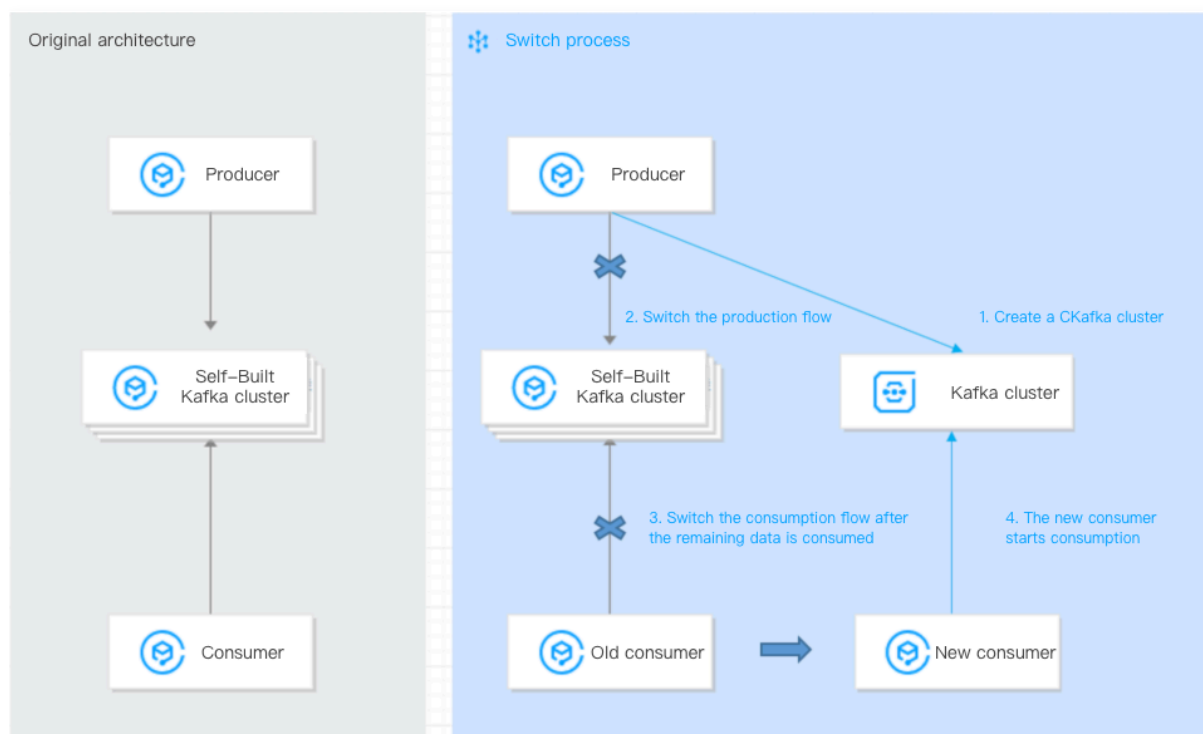 Original architecture
Producer
Self-Built
Kafka cluster
Consumer
Switch process
Producer
2. Switch the production flow
1. Create a CKafka cluster
Self-Built
Kafka cluster
Kafka cluster
3. Switch the consumption flow after
the remaining data is consumed
4. The new consumer
starts consumption
Old consumer
New consumer